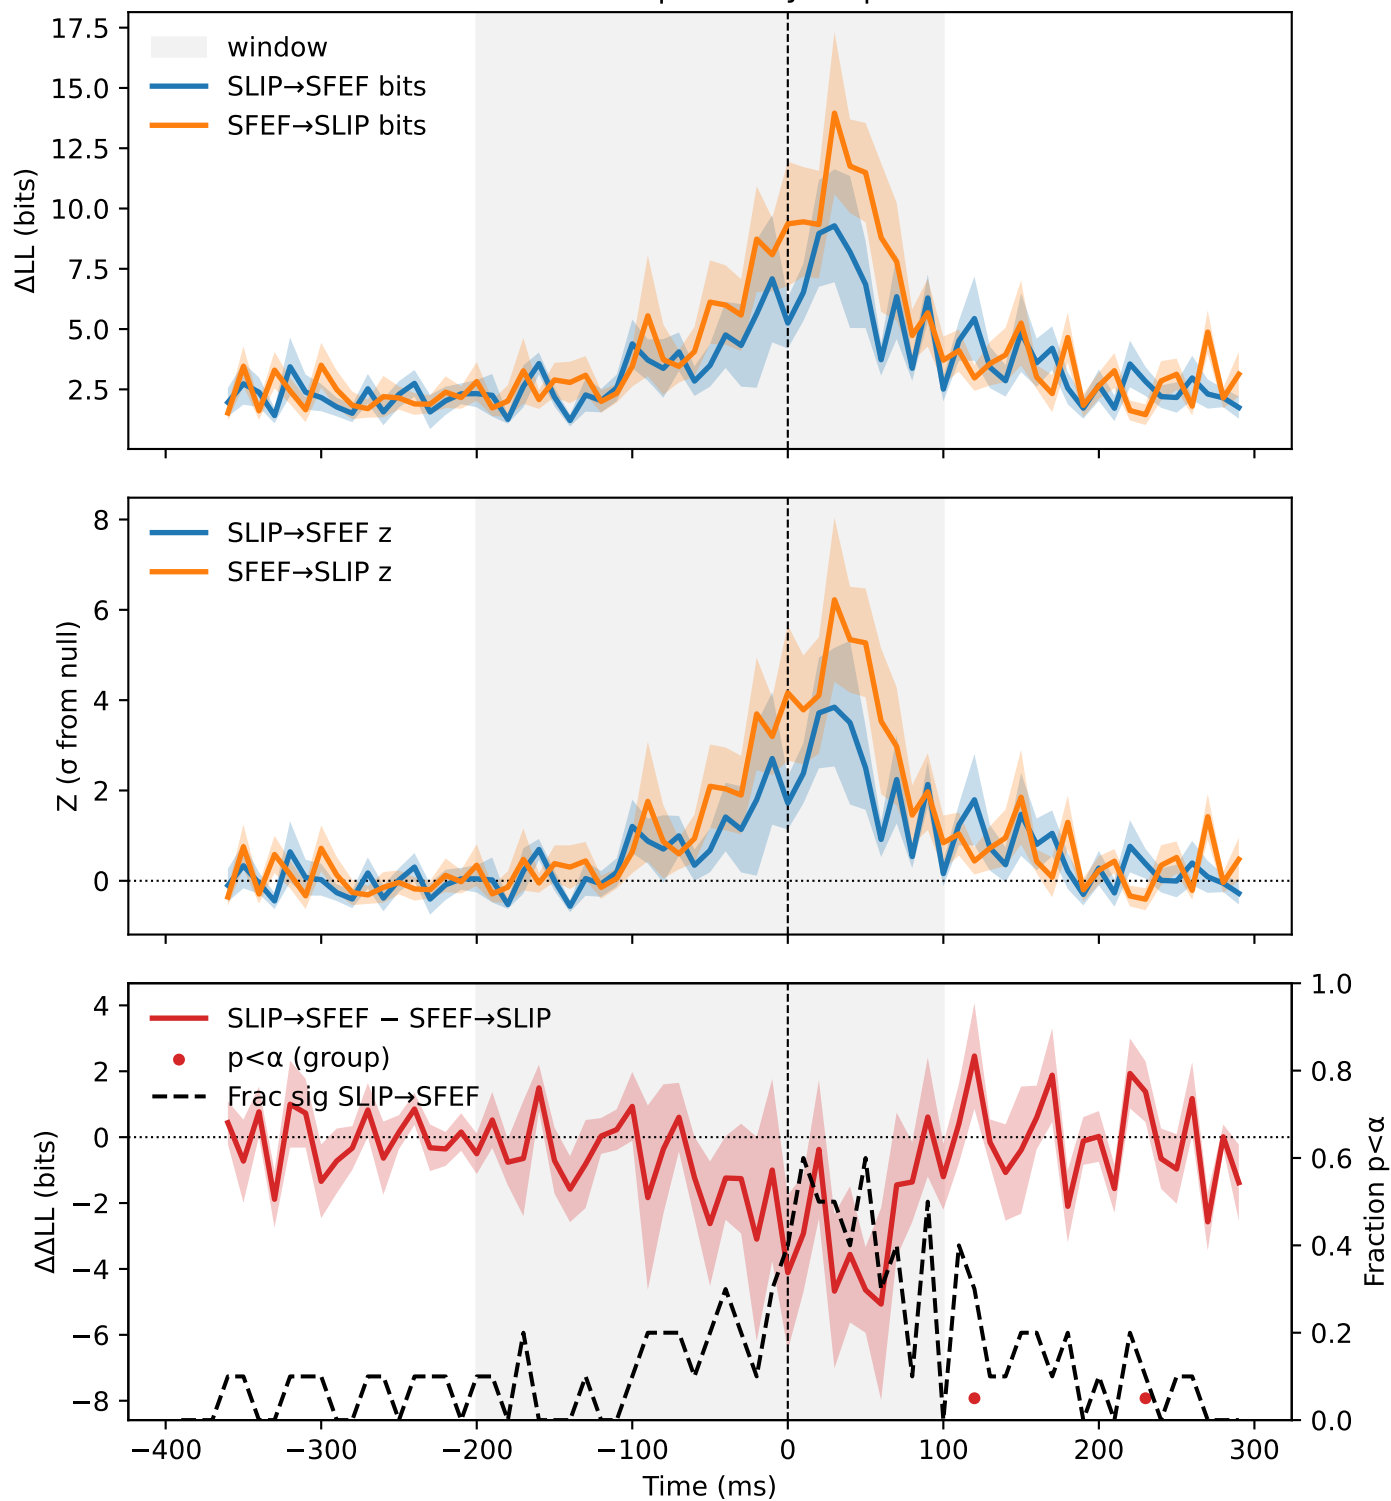 17.5
15.0
12.5
10.0
7.5
5.0
2.5
ΔLL (bits)
window
SLIP→SFEF bits
SFEF→SLIP bits
8
6
4
2
0
Z (σ from null)
SLIP→SFEF z
SFEF→SLIP z
4
2
0
−2
−4
−6
−8
ΔΔLL (bits)
SLIP→SFEF − SFEF→SLIP
p<α (group)
Frac sig SLIP→SFEF
1.0
0.8
0.6
0.4
0.2
0.0
Fraction p<α
−400 −300 −200 −100 0 100 200 300
Time (ms)